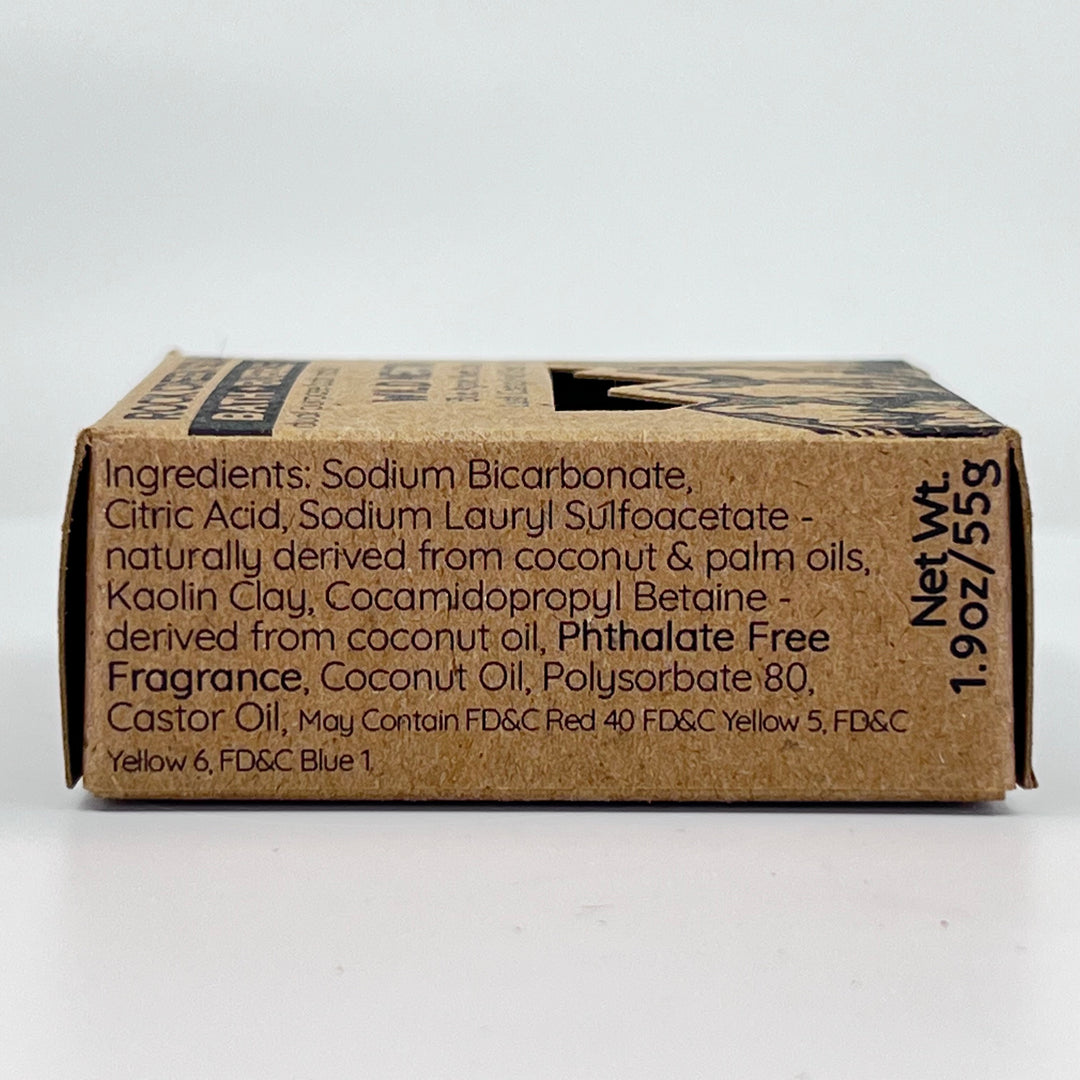 Ingredients: Sodium Bicarbonate,
Citric Acid, Sodium Lauryl Sulfoacetate -
naturally derived from coconut & palm oils,
Kaolin Clay, Cocamidopropyl Betaine -
derived from coconut oil, Phthalate Free
Fragrance, Coconut Oil, Polysorbate 80,
Castor Oil, May Contain FD&C Red 40 FD&C Yellow 5, FD&C
Yellow 6, FD&C Blue 1
Net Wt.
1.9oz/55g